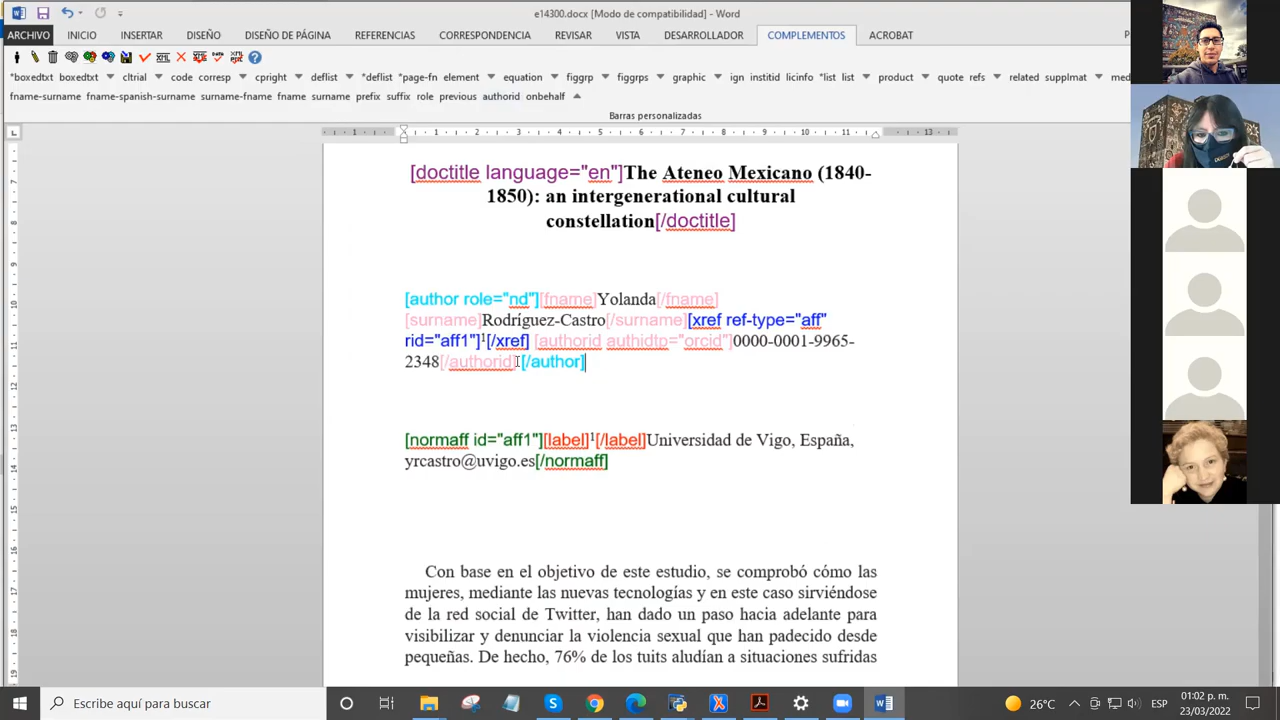 e14300.docx [Modo de compatibilidad] - Word
ARCHIVO INICIO INSERTAR DISEÑO DISEÑO DE PÁGINA REFERENCIAS CORRESPONDENCIA REVISAR VISTA DESARROLLADOR COMPLEMENTOS ACROBAT
*boxedtxt boxedtxt cltrial code corresp cpright deflist *deflist *page-fn element equation figgrp figgrps graphic ign institid licinfo *list list product quote refs related supplmat med
fname-surname fname-spanish-surname surname-fname fname surname prefix suffix role previous authorid onbehalf
Barras personalizadas
[doctitle language="en"]The Ateneo Mexicano (1840-
1850): an intergenerational cultural
constellation[/doctitle]
[author role="nd"][fname]Yolanda[/fname]
[surname]Rodríguez-Castro[/surname][xref ref-type="aff"
rid="aff1"]1[/xref] [authorid authidtp="orcid"]0000-0001-9965-
2348[/authorid] [/author]
[normaff id="aff1"][label]1[/label]Universidad de Vigo, España,
yrcastro@uvigo.es[/normaff]
Con base en el objetivo de este estudio, se comprobó cómo las
mujeres, mediante las nuevas tecnologías y en este caso sirviéndose
de la red social de Twitter, han dado un paso hacia adelante para
visibilizar y denunciar la violencia sexual que han padecido desde
pequeñas. De hecho, 76% de los tuits aludían a situaciones sufridas
Escribe aquí para buscar
26°C
ESP
01:02 p. m.
23/03/2022